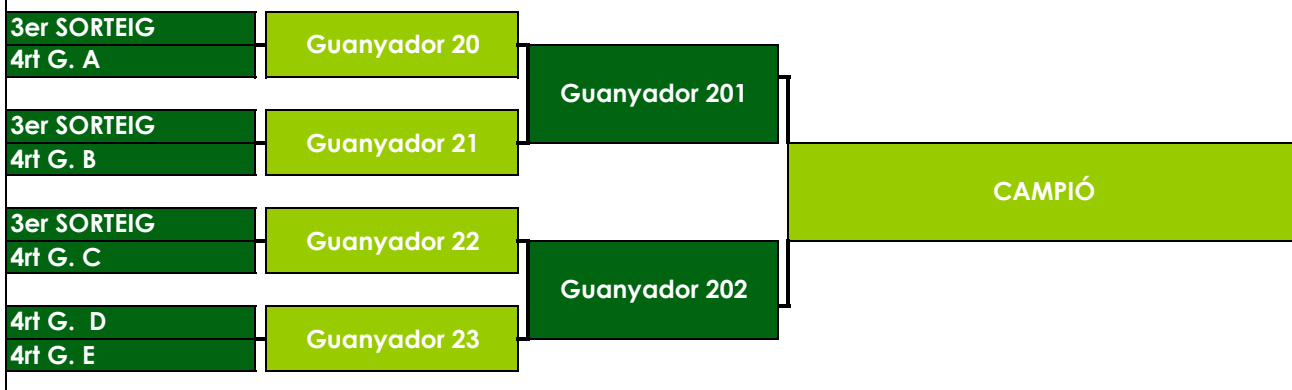 3er SORTEIG
4rt G. A
Guanyador 20
Guanyador 201
3er SORTEIG
4rt G. B
Guanyador 21
CAMPIÓ
3er SORTEIG
4rt G. C
Guanyador 22
Guanyador 202
4rt G.  D
4rt G. E
Guanyador 23